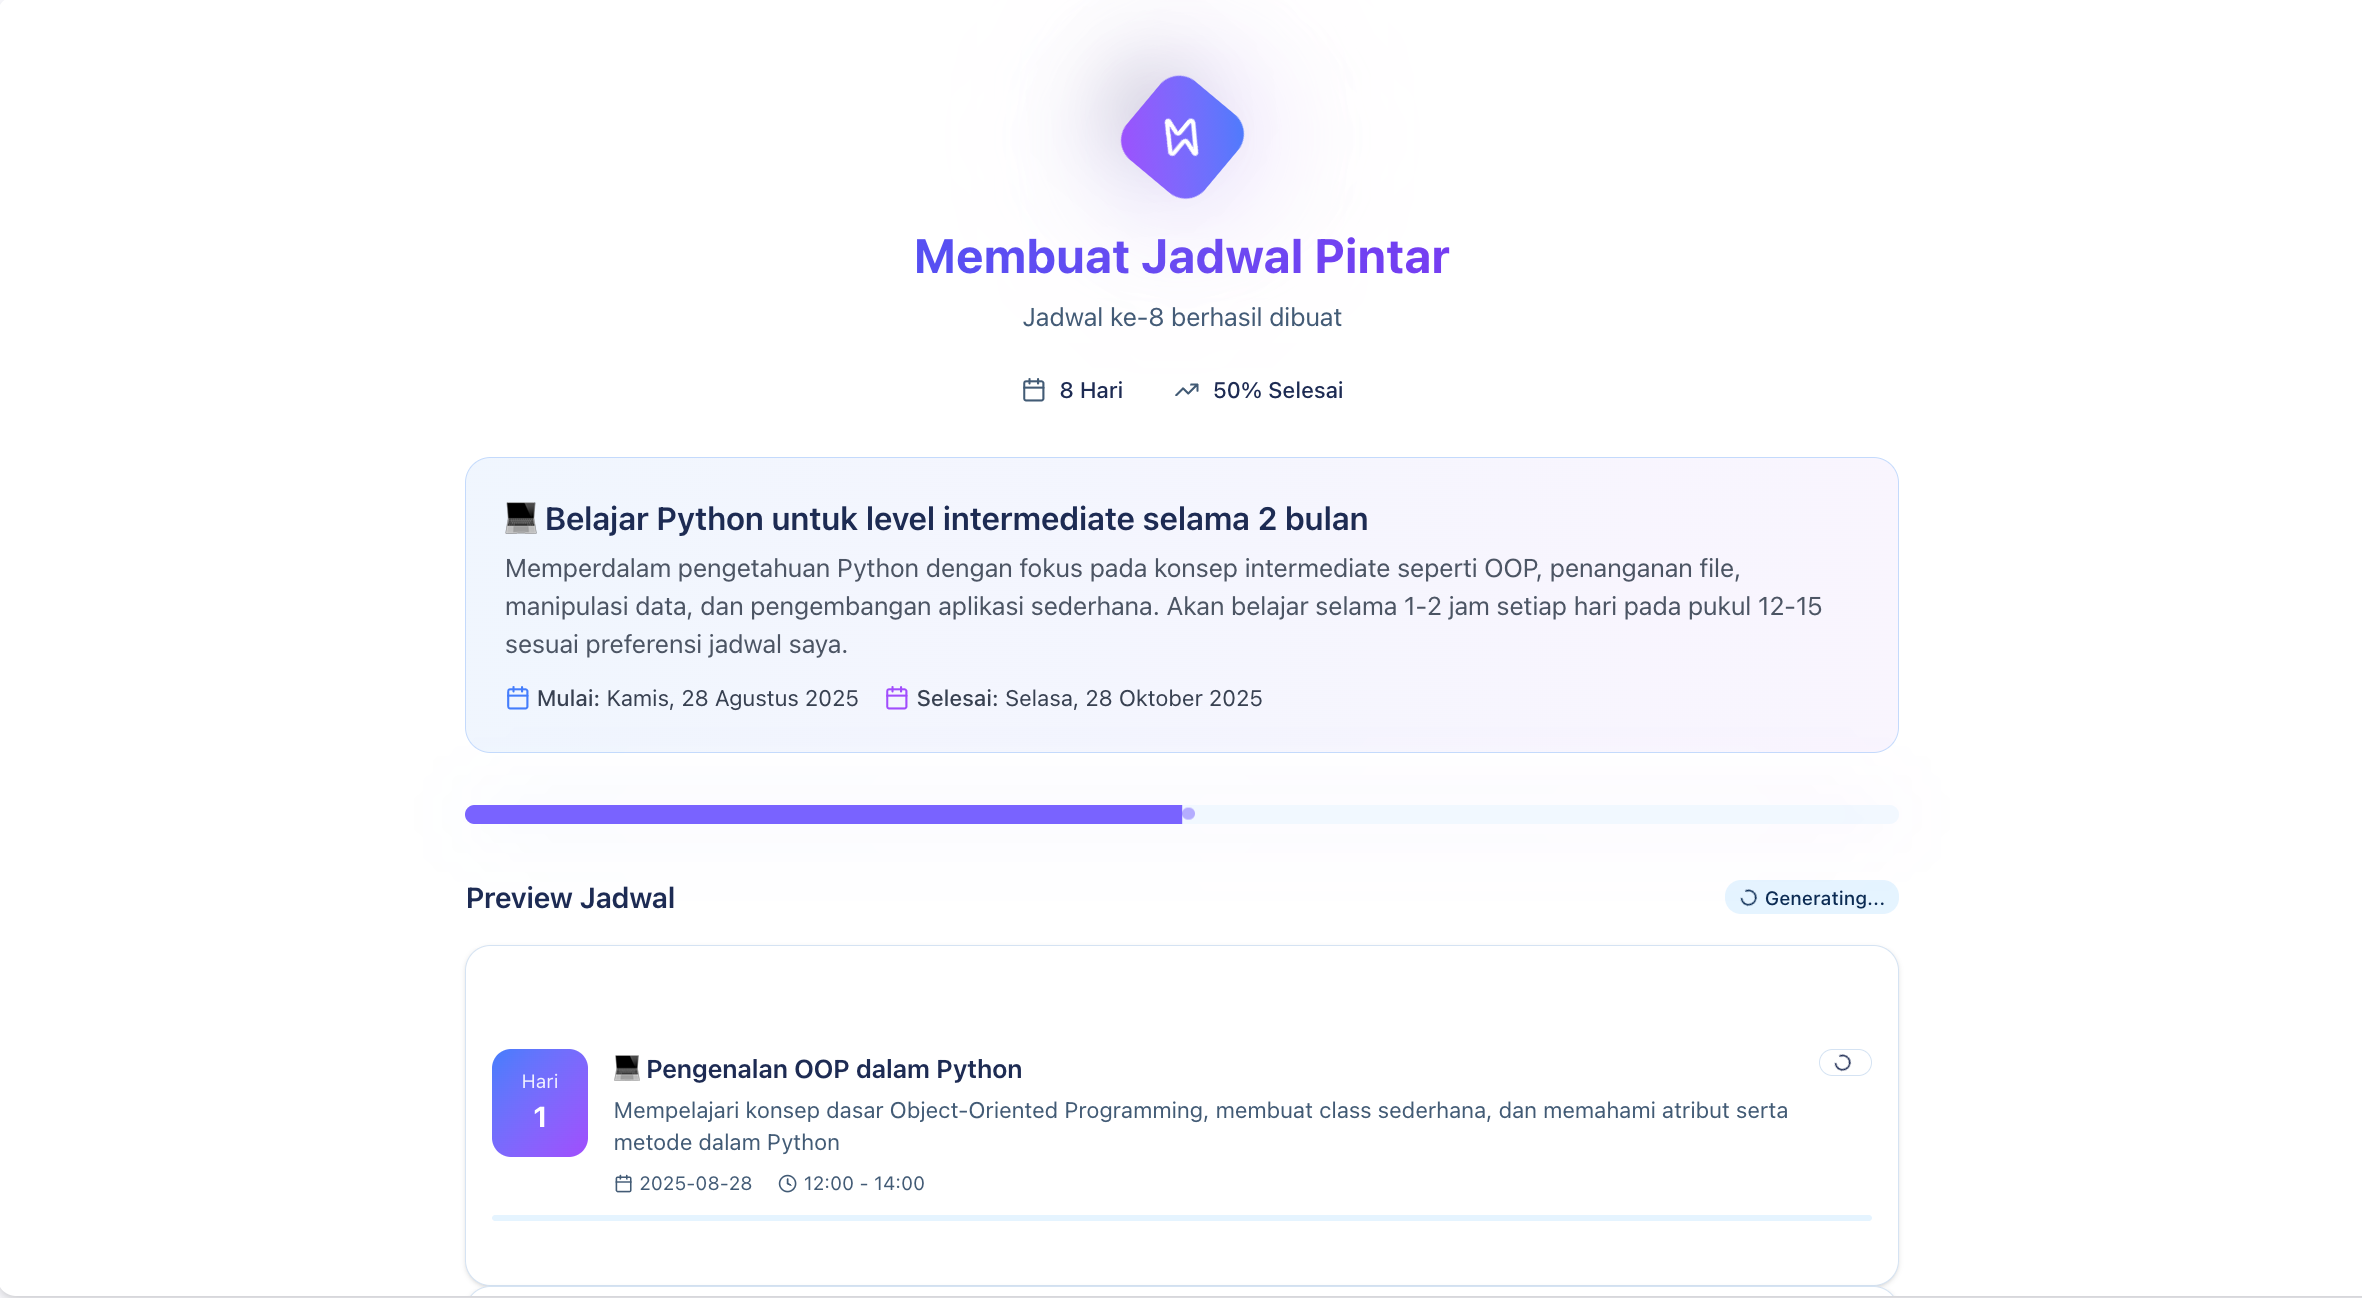 Membuat Jadwal Pintar
Jadwal ke-8 berhasil dibuat
8 Hari
50% Selesai
Belajar Python untuk level intermediate selama 2 bulan
Memperdalam pengetahuan Python dengan fokus pada konsep intermediate seperti OOP, penanganan file,
manipulasi data, dan pengembangan aplikasi sederhana. Akan belajar selama 1-2 jam setiap hari pada pukul 12-15
sesuai preferensi jadwal saya.
Mulai: Kamis, 28 Agustus 2025
Selesai: Selasa, 28 Oktober 2025
Preview Jadwal
Generating...
Hari
1
Pengenalan OOP dalam Python
Mempelajari konsep dasar Object-Oriented Programming, membuat class sederhana, dan memahami atribut serta
metode dalam Python
2025-08-28
12:00 - 14:00